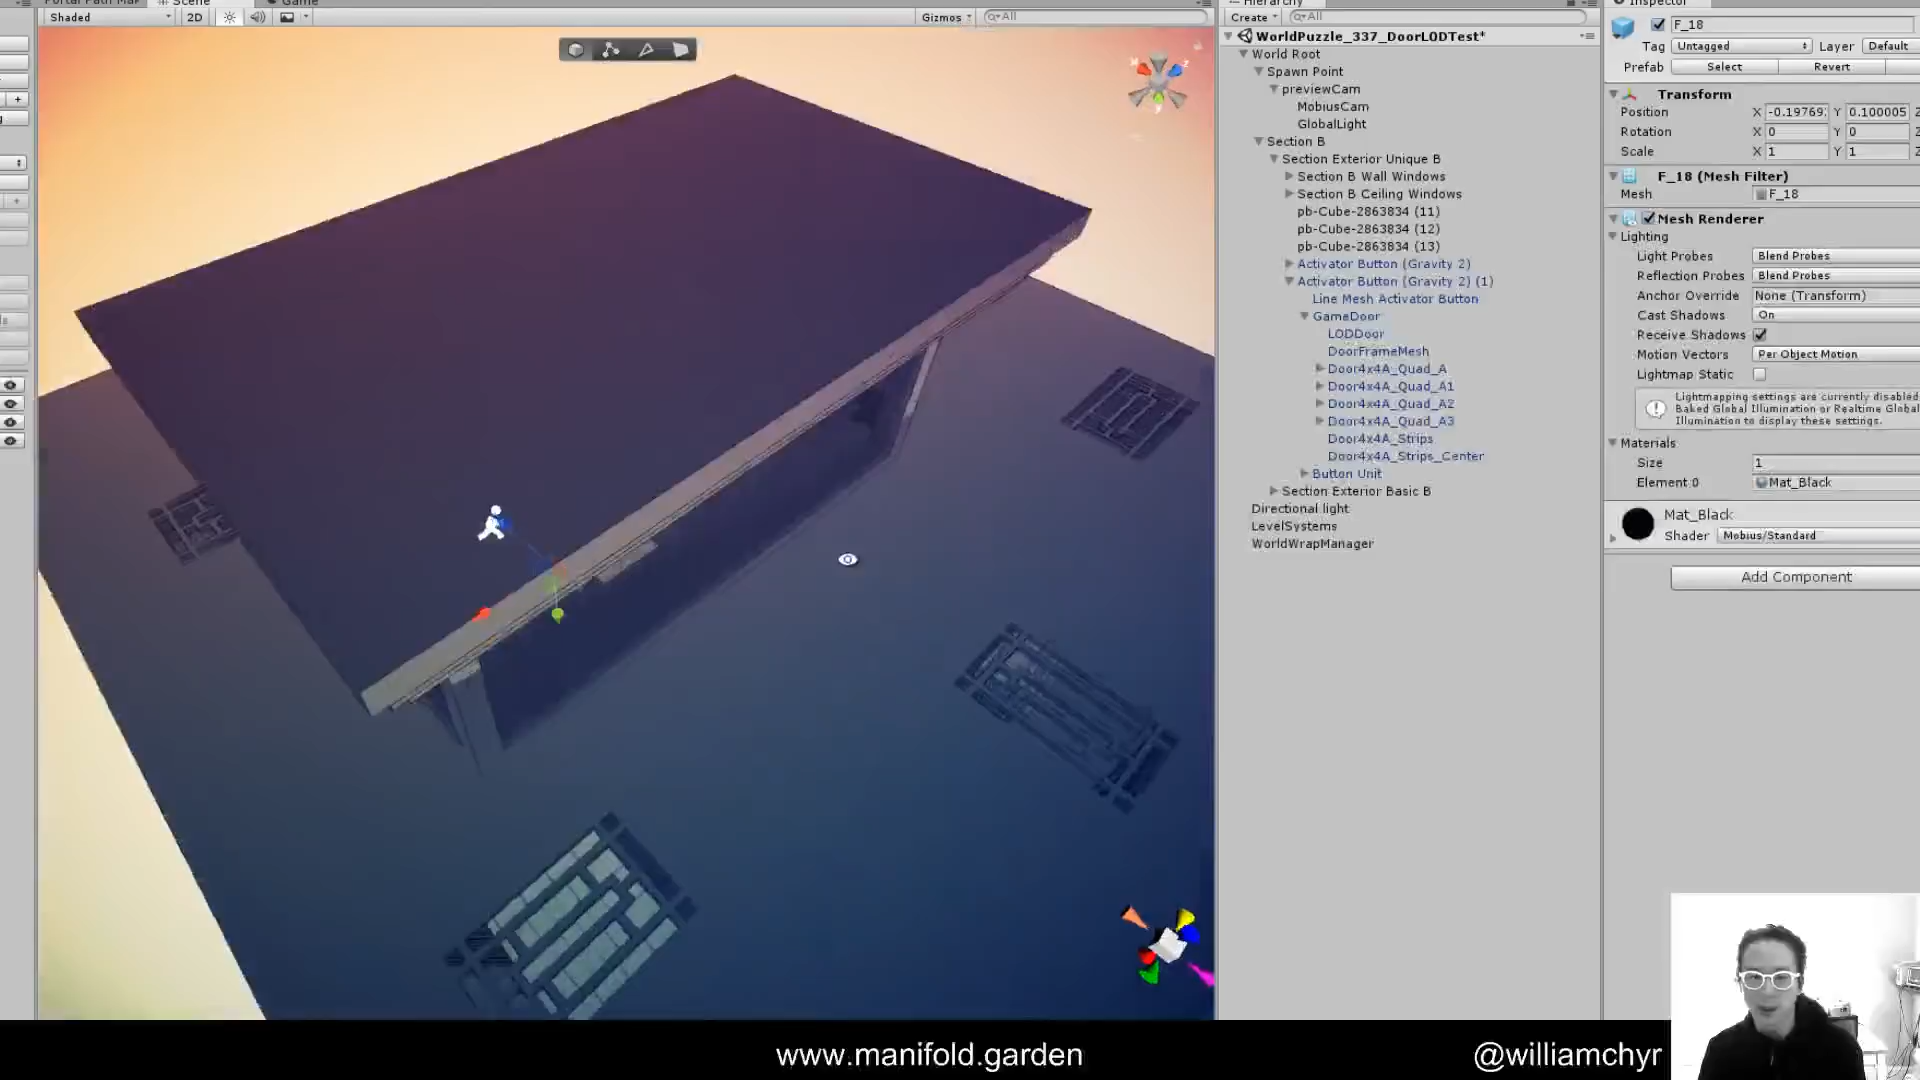 Scene
Game
Shaded
2D
Gizmos
All
Hierarchy
Create
All
WorldPuzzle_337_DoorLODTest*
World Root
Spawn Point
previewCam
MobiusCam
GlobalLight
Section B
Section Exterior Unique B
Section B Wall Windows
Section B Ceiling Windows
pb-Cube-2863834 (11)
pb-Cube-2863834 (12)
pb-Cube-2863834 (13)
Activator Button (Gravity 2)
Activator Button (Gravity 2) (1)
Line Mesh Activator Button
GameDoor
LODDoor
DoorFrameMesh
Door4x4A_Quad_A
Door4x4A_Quad_A1
Door4x4A_Quad_A2
Door4x4A_Quad_A3
Door4x4A_Strips
Door4x4A_Strips_Center
Button Unit
Section Exterior Basic B
Directional light
LevelSystems
WorldWrapManager
Inspector
F_18
Tag Untagged Layer Default
Prefab Select Revert
Transform
Position X -0.19769 Y 0.100005 Z
Rotation X 0 Y 0 Z
Scale X 1 Y 1 Z
F_18 (Mesh Filter)
Mesh F_18
Mesh Renderer
Lighting
Light Probes Blend Probes
Reflection Probes Blend Probes
Anchor Override None (Transform)
Cast Shadows On
Receive Shadows
Motion Vectors Per Object Motion
Lightmap Static
Lightmapping settings are currently disabled
Baked Global Illumination or Realtime Global
Illumination to display these settings.
Materials
Size 1
Element 0 Mat_Black
Mat_Black
Shader Mobius/Standard
Add Component
www.manifold.garden
@williamchyr